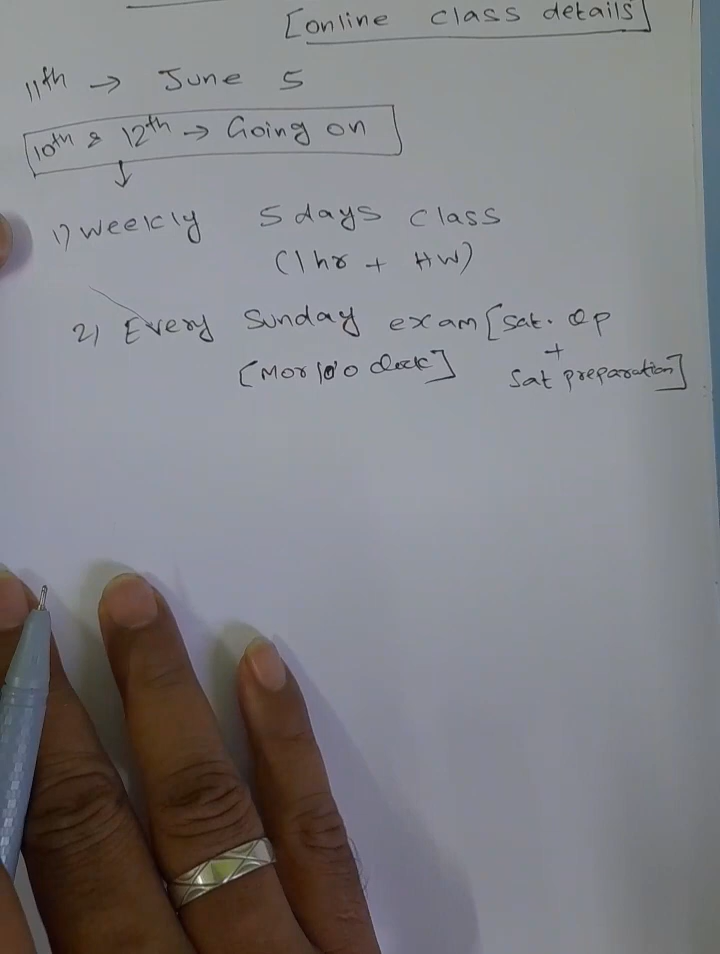 [online class details]
11th → June 5
10th & 12th → Going on
↓
1) weekly 5 days class
(1 hr + HW)
2) Every Sunday exam [Sat. QP
[Mor 10'o clock] +
Sat preparation]